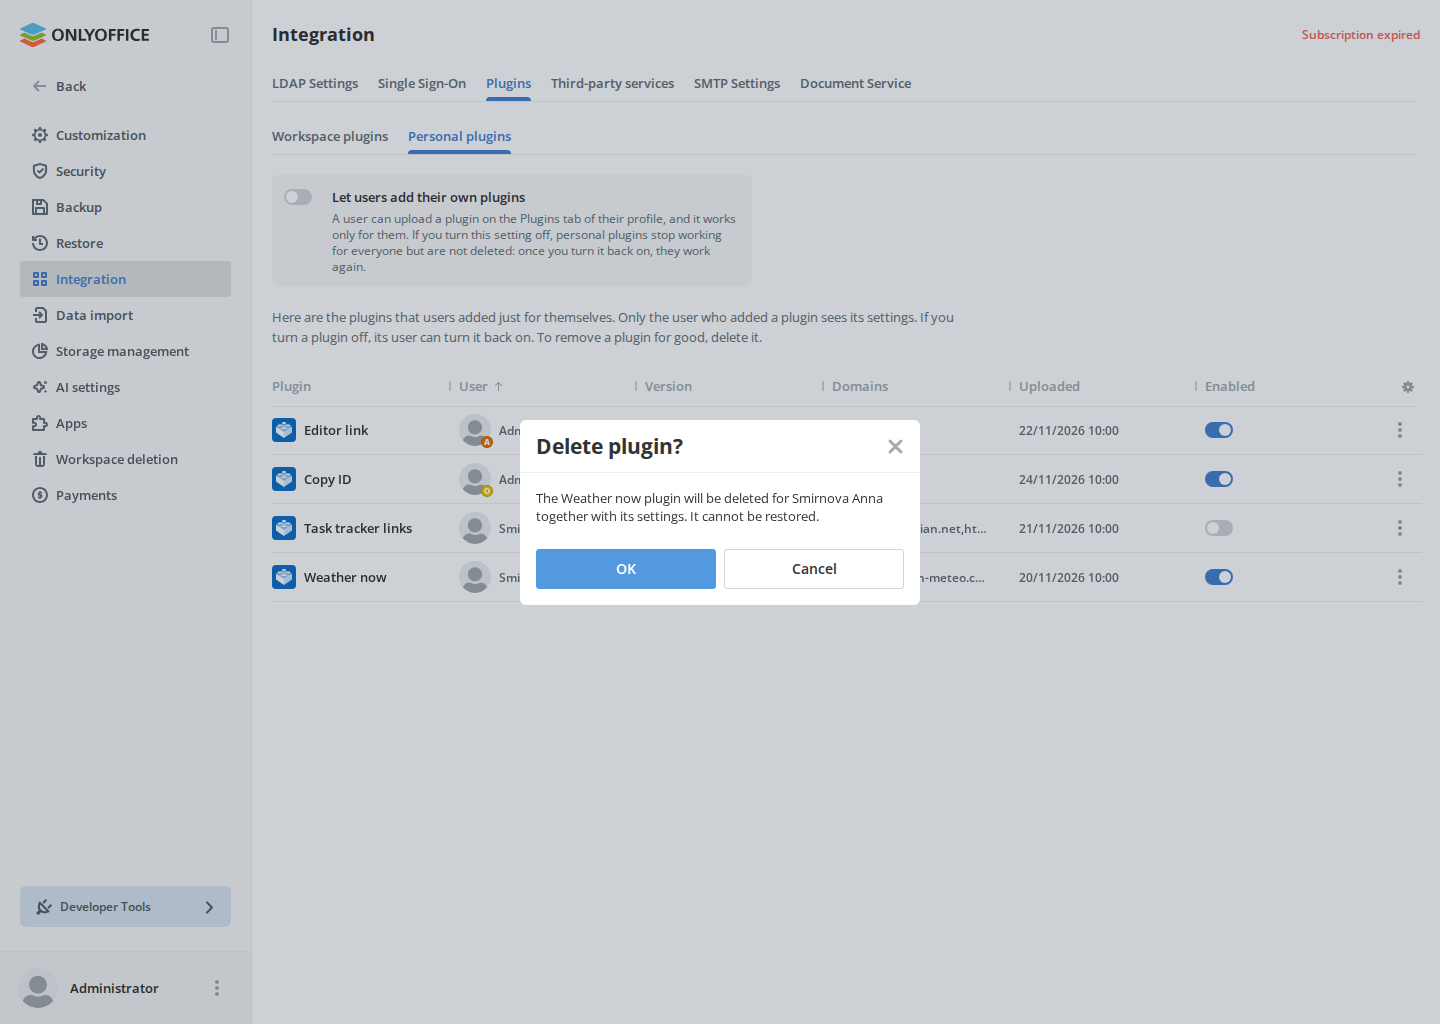 ONLYOFFICE
Back
Customization
Security
Backup
Restore
Integration
Data import
Storage management
AI settings
Apps
Workspace deletion
Payments
Developer Tools
Administrator
Integration
Subscription expired
LDAP Settings Single Sign-On Plugins Third-party services SMTP Settings Document Service
Workspace plugins Personal plugins
Let users add their own plugins
A user can upload a plugin on the Plugins tab of their profile, and it works
only for them. If you turn this setting off, personal plugins stop working
for everyone but are not deleted: once you turn it back on, they work
again.
Here are the plugins that users added just for themselves. Only the user who added a plugin sees its settings. If you
turn a plugin off, its user can turn it back on. To remove a plugin for good, delete it.
Plugin User Version Domains Uploaded Enabled
Editor link A 22/11/2026 10:00
Copy ID O 24/11/2026 10:00
Task tracker links 21/11/2026 10:00
Weather now 20/11/2026 10:00
Delete plugin?
The Weather now plugin will be deleted for Smirnova Anna
together with its settings. It cannot be restored.
OK Cancel